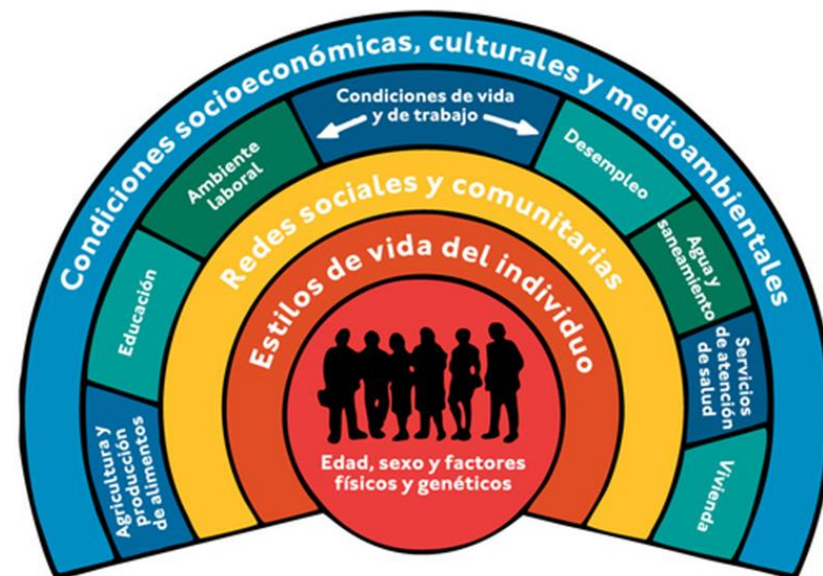 Condiciones socioeconómicas, culturales y medioambientales
Condiciones de vida
y de trabajo
Agricultura y
producción
de alimentos
Educación
Ambiente
laboral
Desempleo
Agua y
saneamiento
Servicios
de atención
de salud
Vivienda
Redes sociales y comunitarias
Estilos de vida del individuo
Edad, sexo y factores
físicos y genéticos